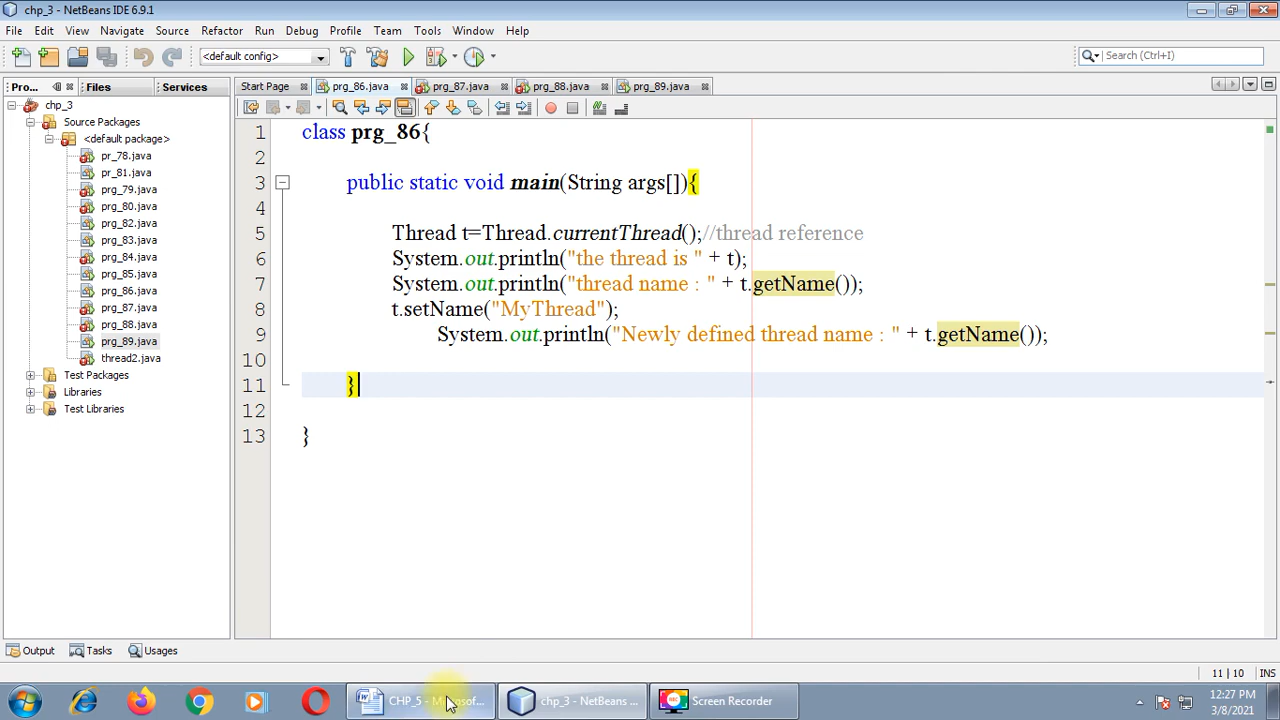 chp_3 - NetBeans IDE 6.9.1
File Edit View Navigate Source Refactor Run Debug Profile Team Tools Window Help
<default config>
Search (Ctrl+I)
Pro... Files Services
Start Page prg_86.java prg_87.java prg_88.java prg_89.java
chp_3
Source Packages
<default package>
pr_78.java
pr_81.java
prg_79.java
prg_80.java
prg_82.java
prg_83.java
prg_84.java
prg_85.java
prg_86.java
prg_87.java
prg_88.java
prg_89.java
thread2.java
Test Packages
Libraries
Test Libraries
1 class prg_86{
2
3 public static void main(String args[]){
4
5 Thread t=Thread.currentThread();//thread reference
6 System.out.println("the thread is " + t);
7 System.out.println("thread name : " + t.getName());
8 t.setName("MyThread");
9 System.out.println("Newly defined thread name : " + t.getName());
10
11 }
12
13 }
Output Tasks Usages
11 | 10 INS
CHP_5 - Microsof... chp_3 - NetBeans ... Screen Recorder
12:27 PM
3/8/2021